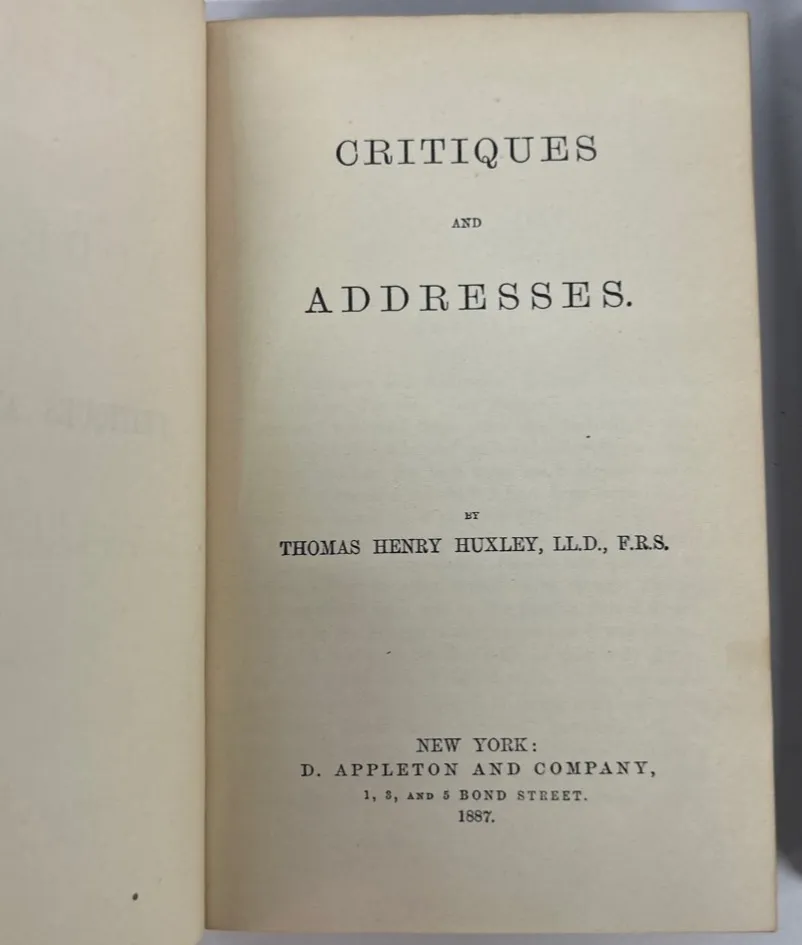 CRITIQUES
AND
ADDRESSES.
BY
THOMAS HENRY HUXLEY, LL.D., F.R.S.
NEW YORK:
D. APPLETON AND COMPANY,
1, 3, AND 5 BOND STREET.
1887.